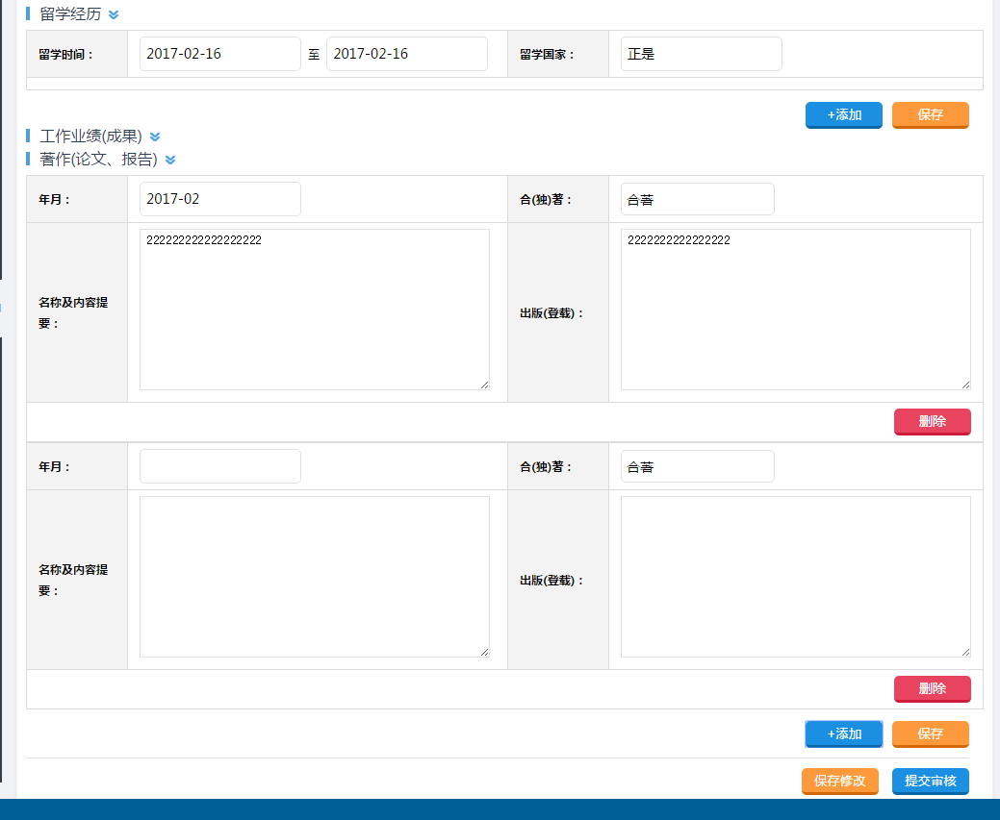 留学经历
留学时间： 2017-02-16 至 2017-02-16 留学国家： 正是
+添加 保存
工作业绩(成果)
著作(论文、报告)
年月： 2017-02 合(独)著： 合著
名称及内容提
要：
222222222222222222
出版(登载)：
2222222222222222
删除
年月： 合(独)著： 合著
名称及内容提
要：
出版(登载)：
删除
+添加 保存
保存修改 提交审核